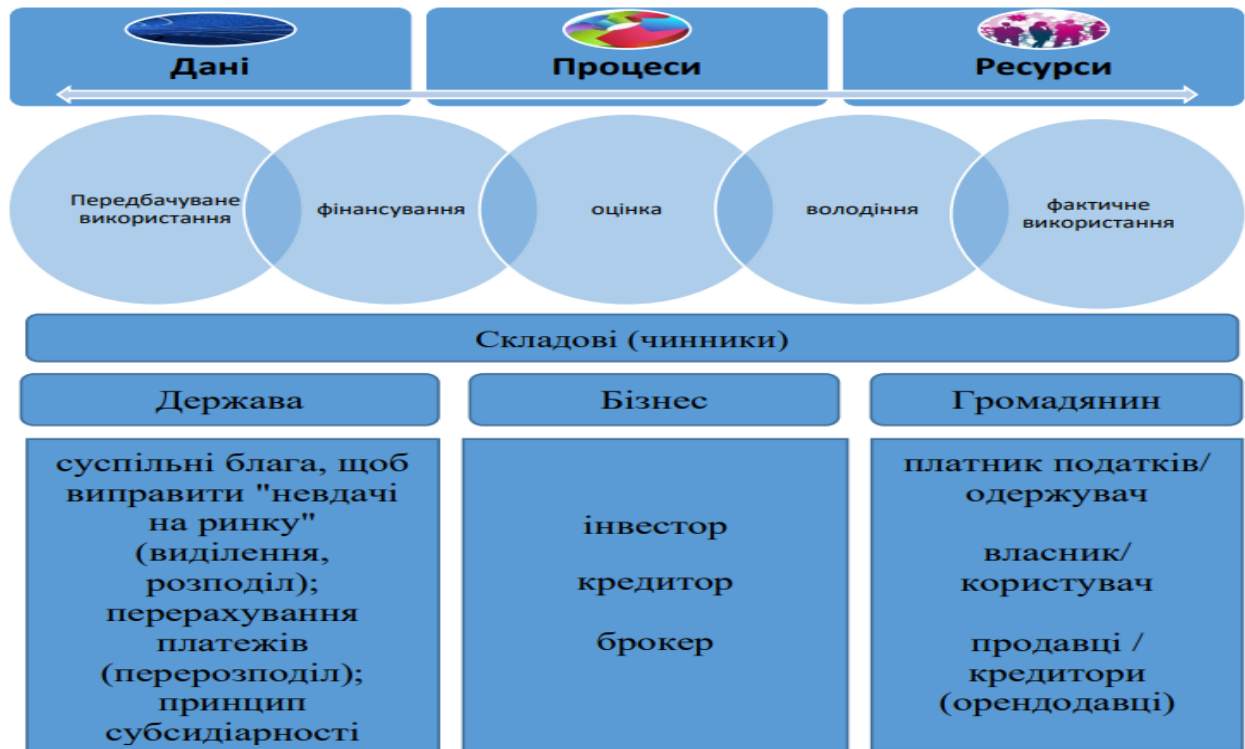 Дані
Процеси
Ресурси
Передбачуване
використання
фінансування
оцінка
володіння
фактичне
використання
Складові (чинники)
Держава
Бізнес
Громадянин
суспільні блага, щоб
виправити "невдачі
на ринку"
(виділення,
розподіл);
перерахування
платежів
(перерозподіл);
принцип
субсидіарності
інвестор
кредитор
брокер
платник податків/
одержувач
власник/
користувач
продавці /
кредитори
(орендодавці)